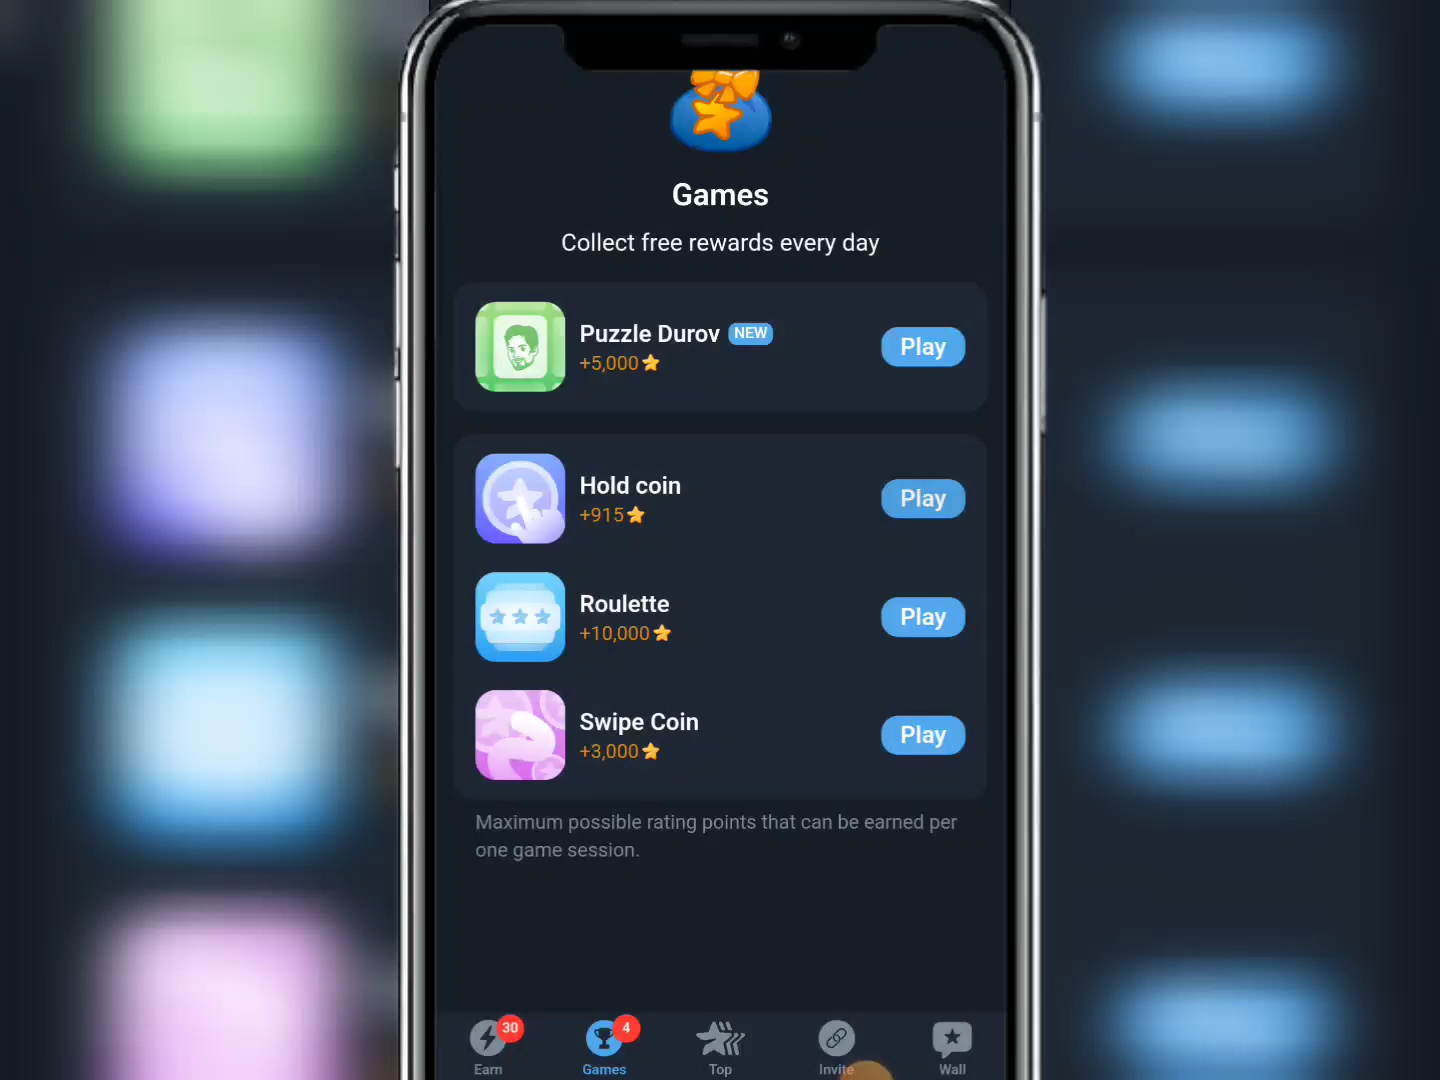 Games
Collect free rewards every day
Puzzle Durov NEW
+5,000
Play
Hold coin
+915
Play
Roulette
+10,000
Play
Swipe Coin
+3,000
Play
Maximum possible rating points that can be earned per
one game session.
30
4
Earn
Games
Top
Invite
Wall